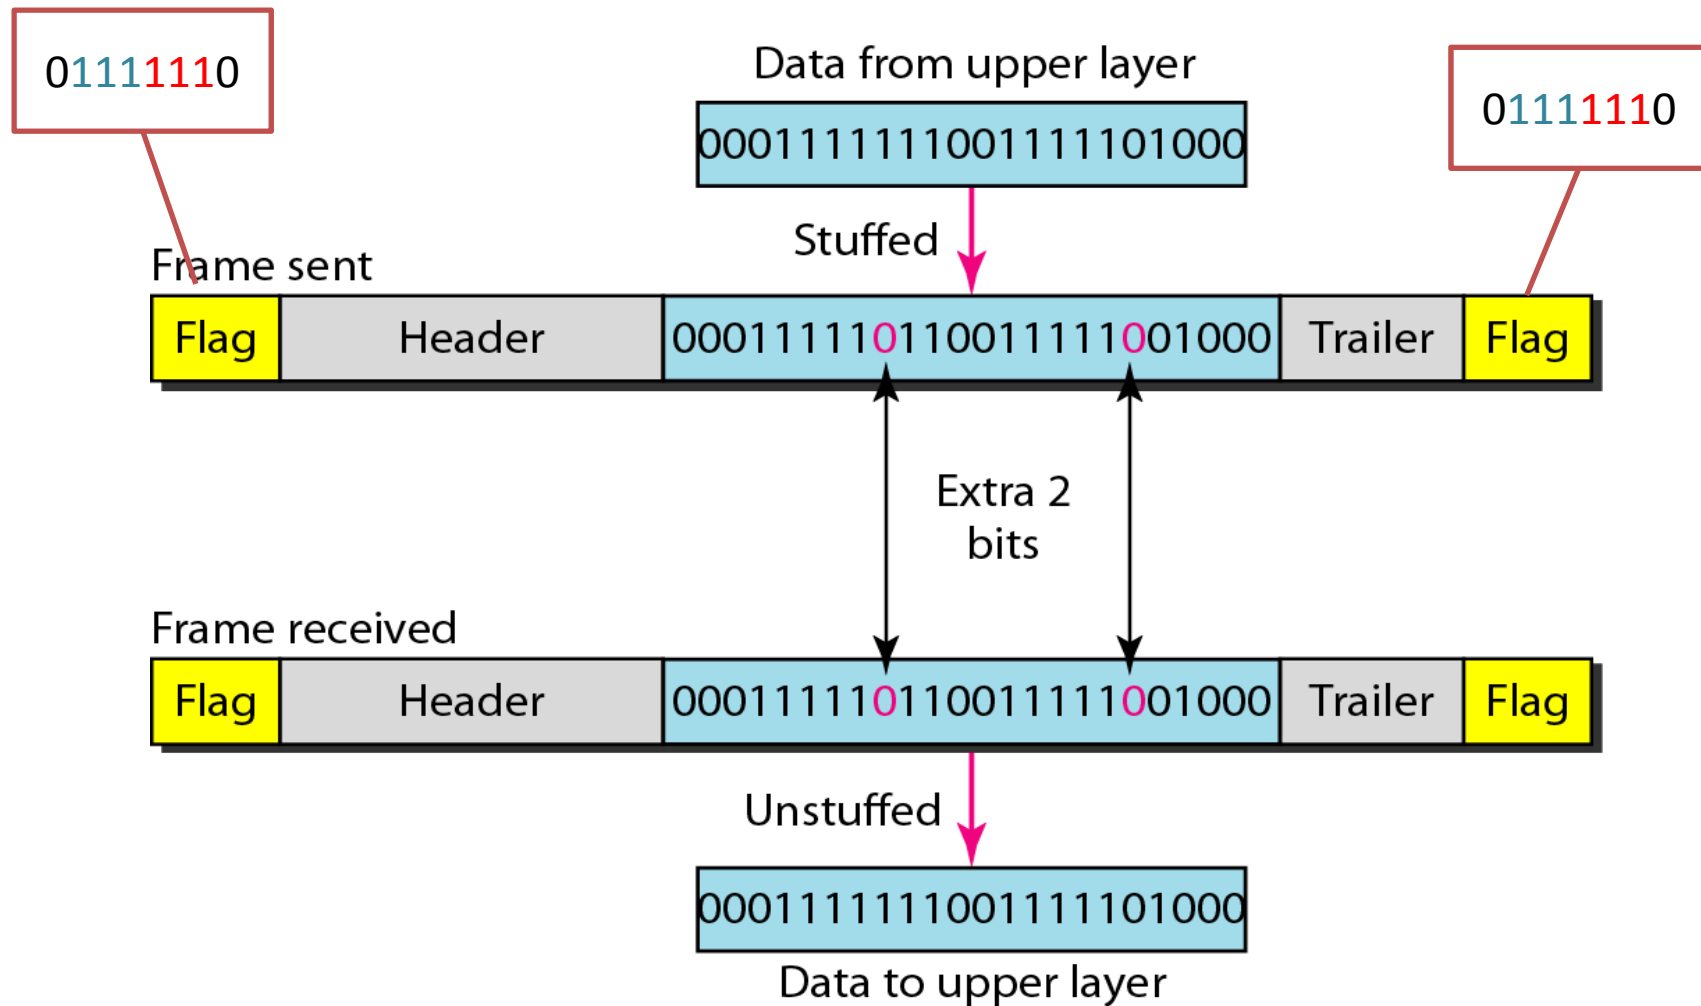 01111110
Data from upper layer
01111110
0001111111001111101000
Stuffed
Frame sent
Flag Header 000111110110011111001000 Trailer Flag
Extra 2
bits
Frame received
Flag Header 000111110110011111001000 Trailer Flag
Unstuffed
0001111111001111101000
Data to upper layer